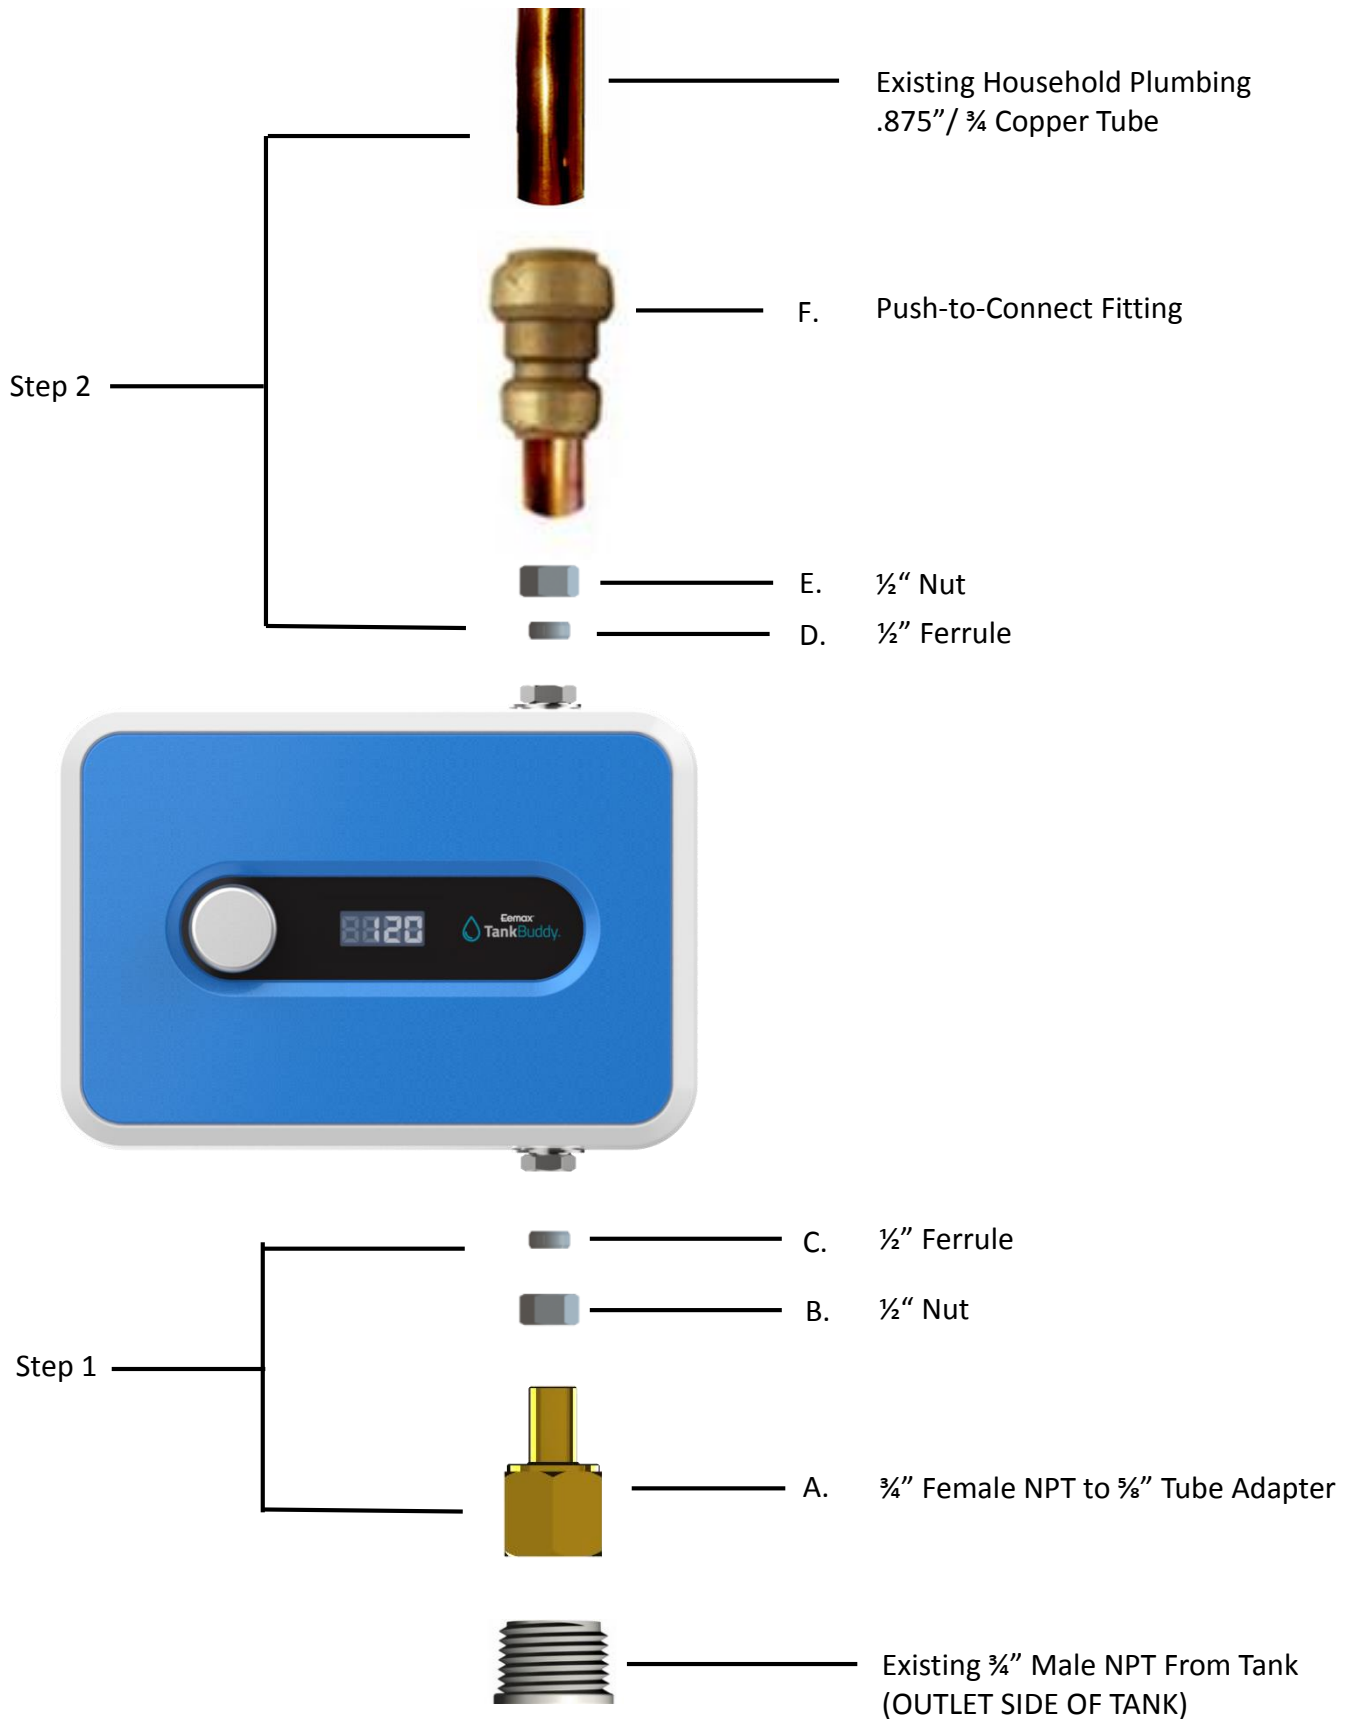 Existing Household Plumbing
.875”/ ¾ Copper Tube
F. Push-to-Connect Fitting
Step 2
E. ½“ Nut
D. ½” Ferrule
120
Eemax
TankBuddy.
C. ½” Ferrule
B. ½“ Nut
Step 1
A. ¾” Female NPT to ⅝” Tube Adapter
Existing ¾” Male NPT From Tank
(OUTLET SIDE OF TANK)